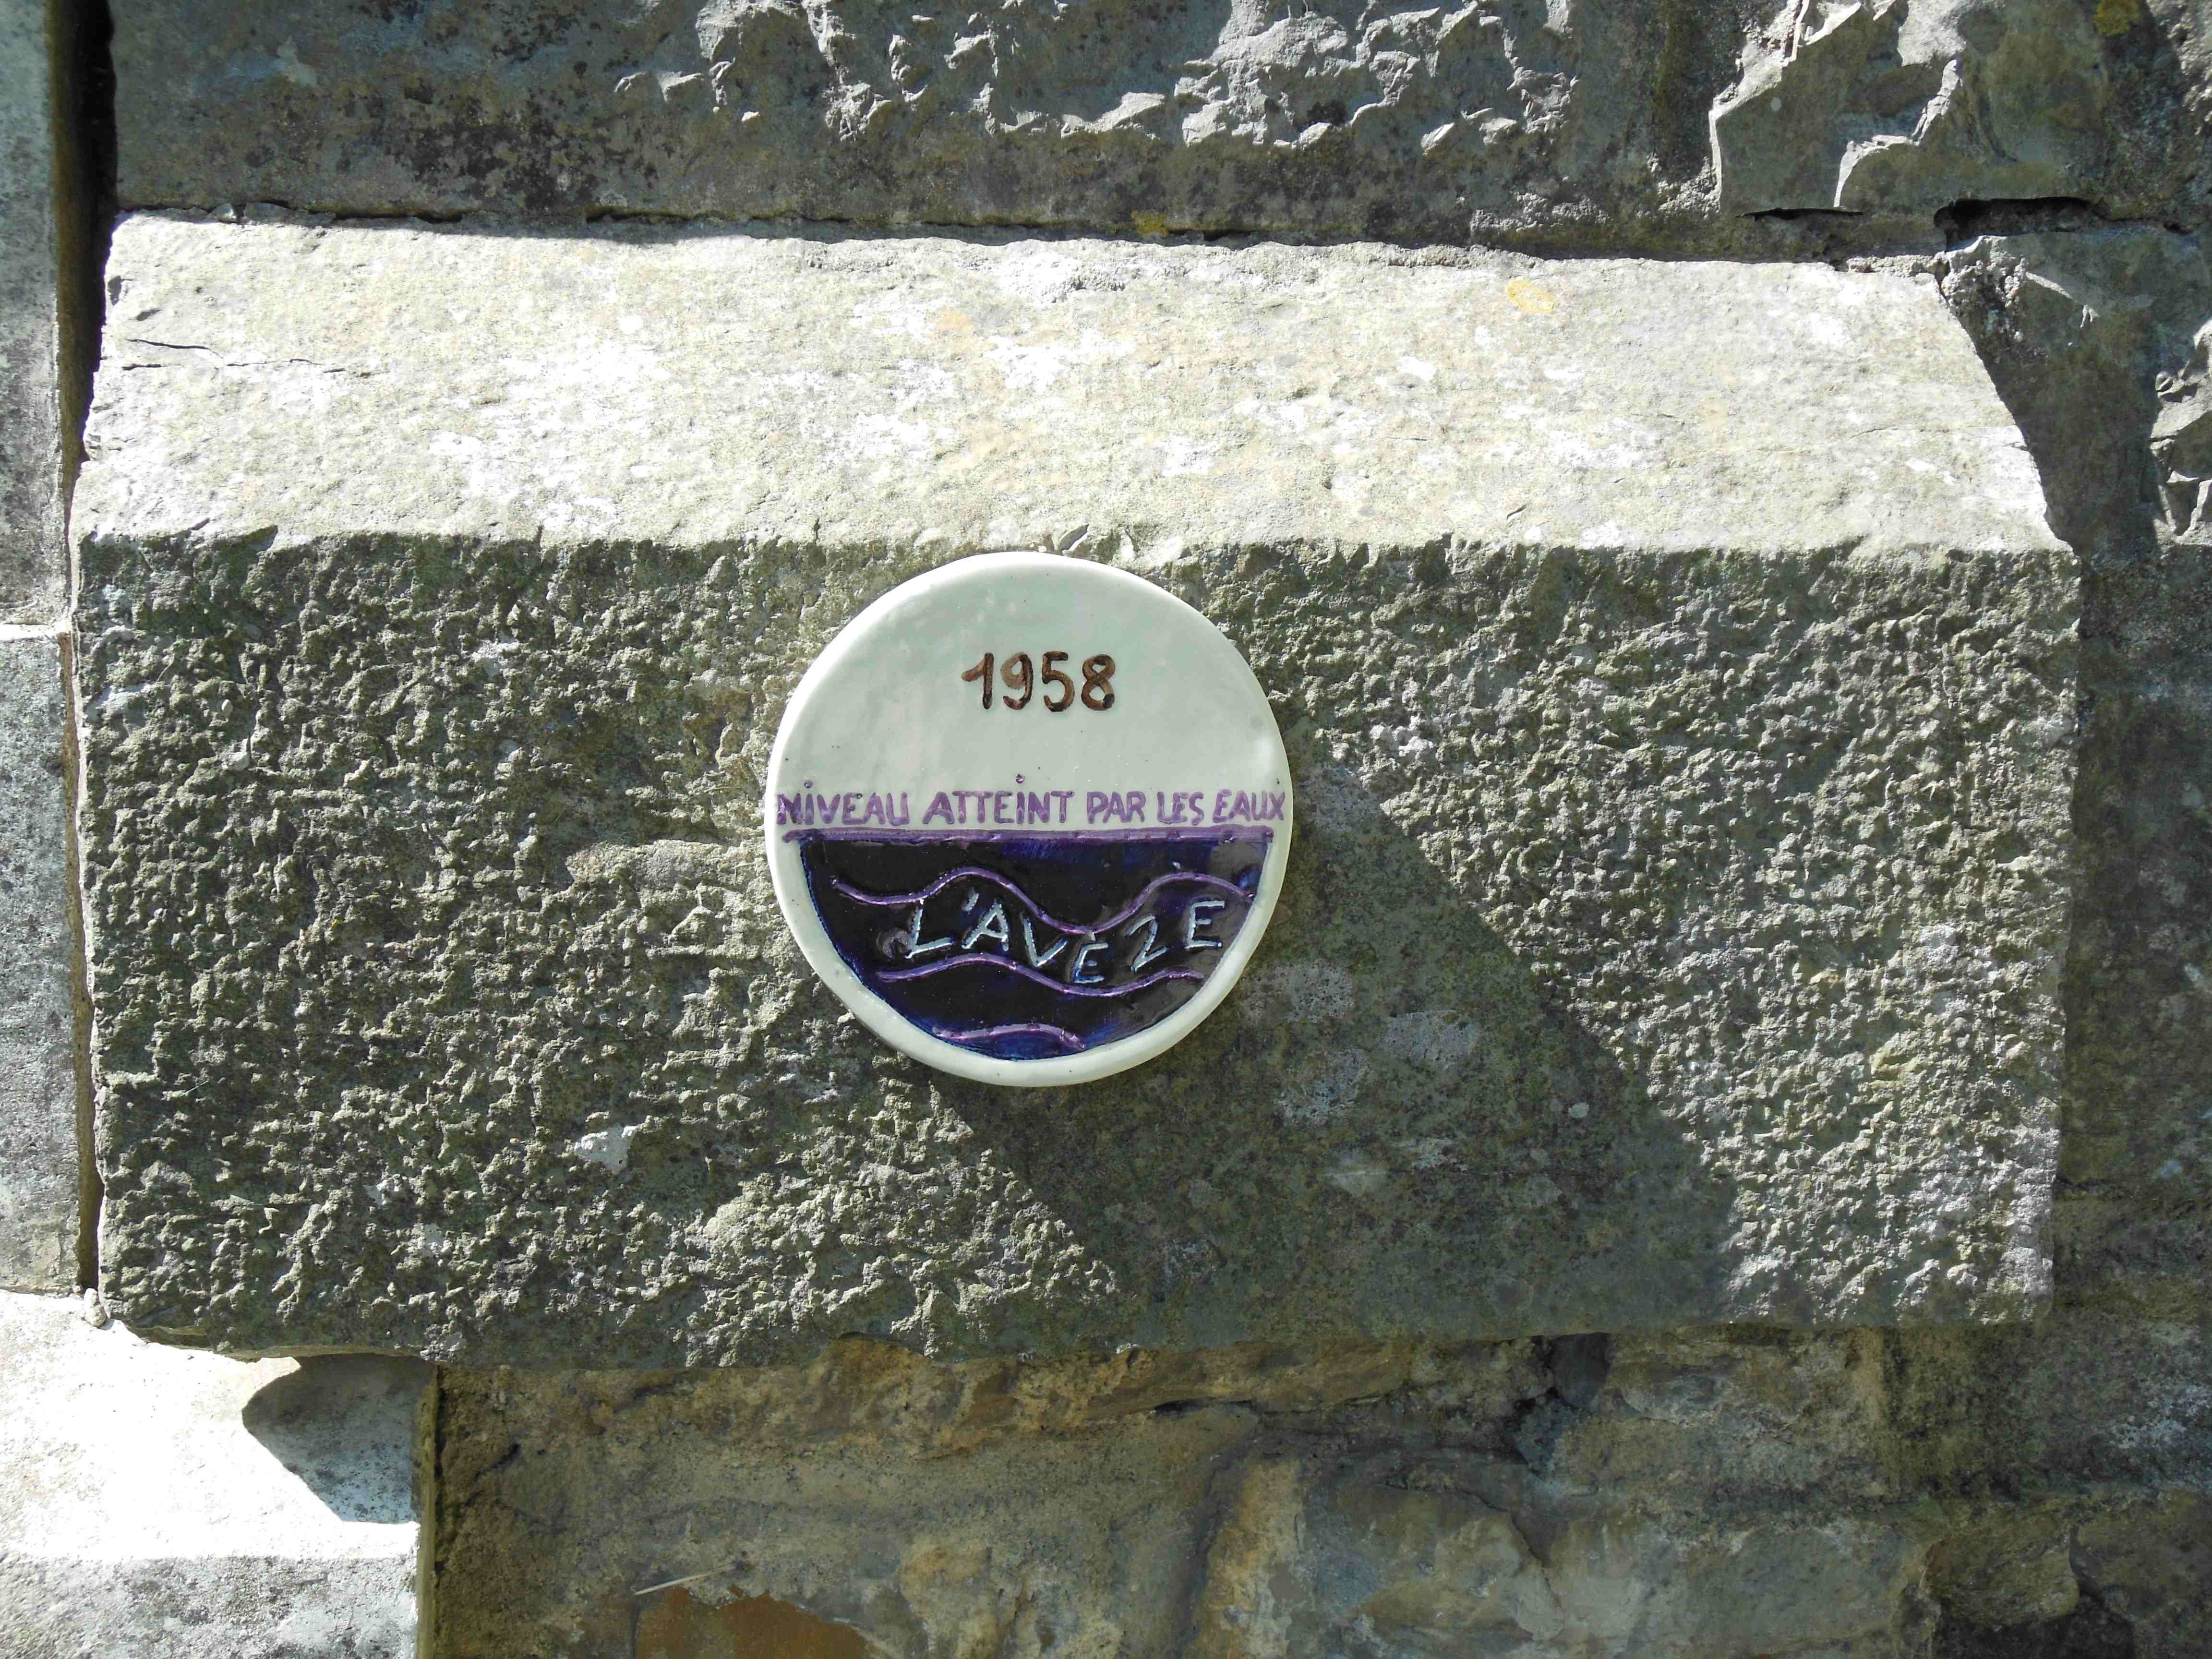 1958
NIVEAU ATTEINT PAR LES EAUX
L'AVEZE